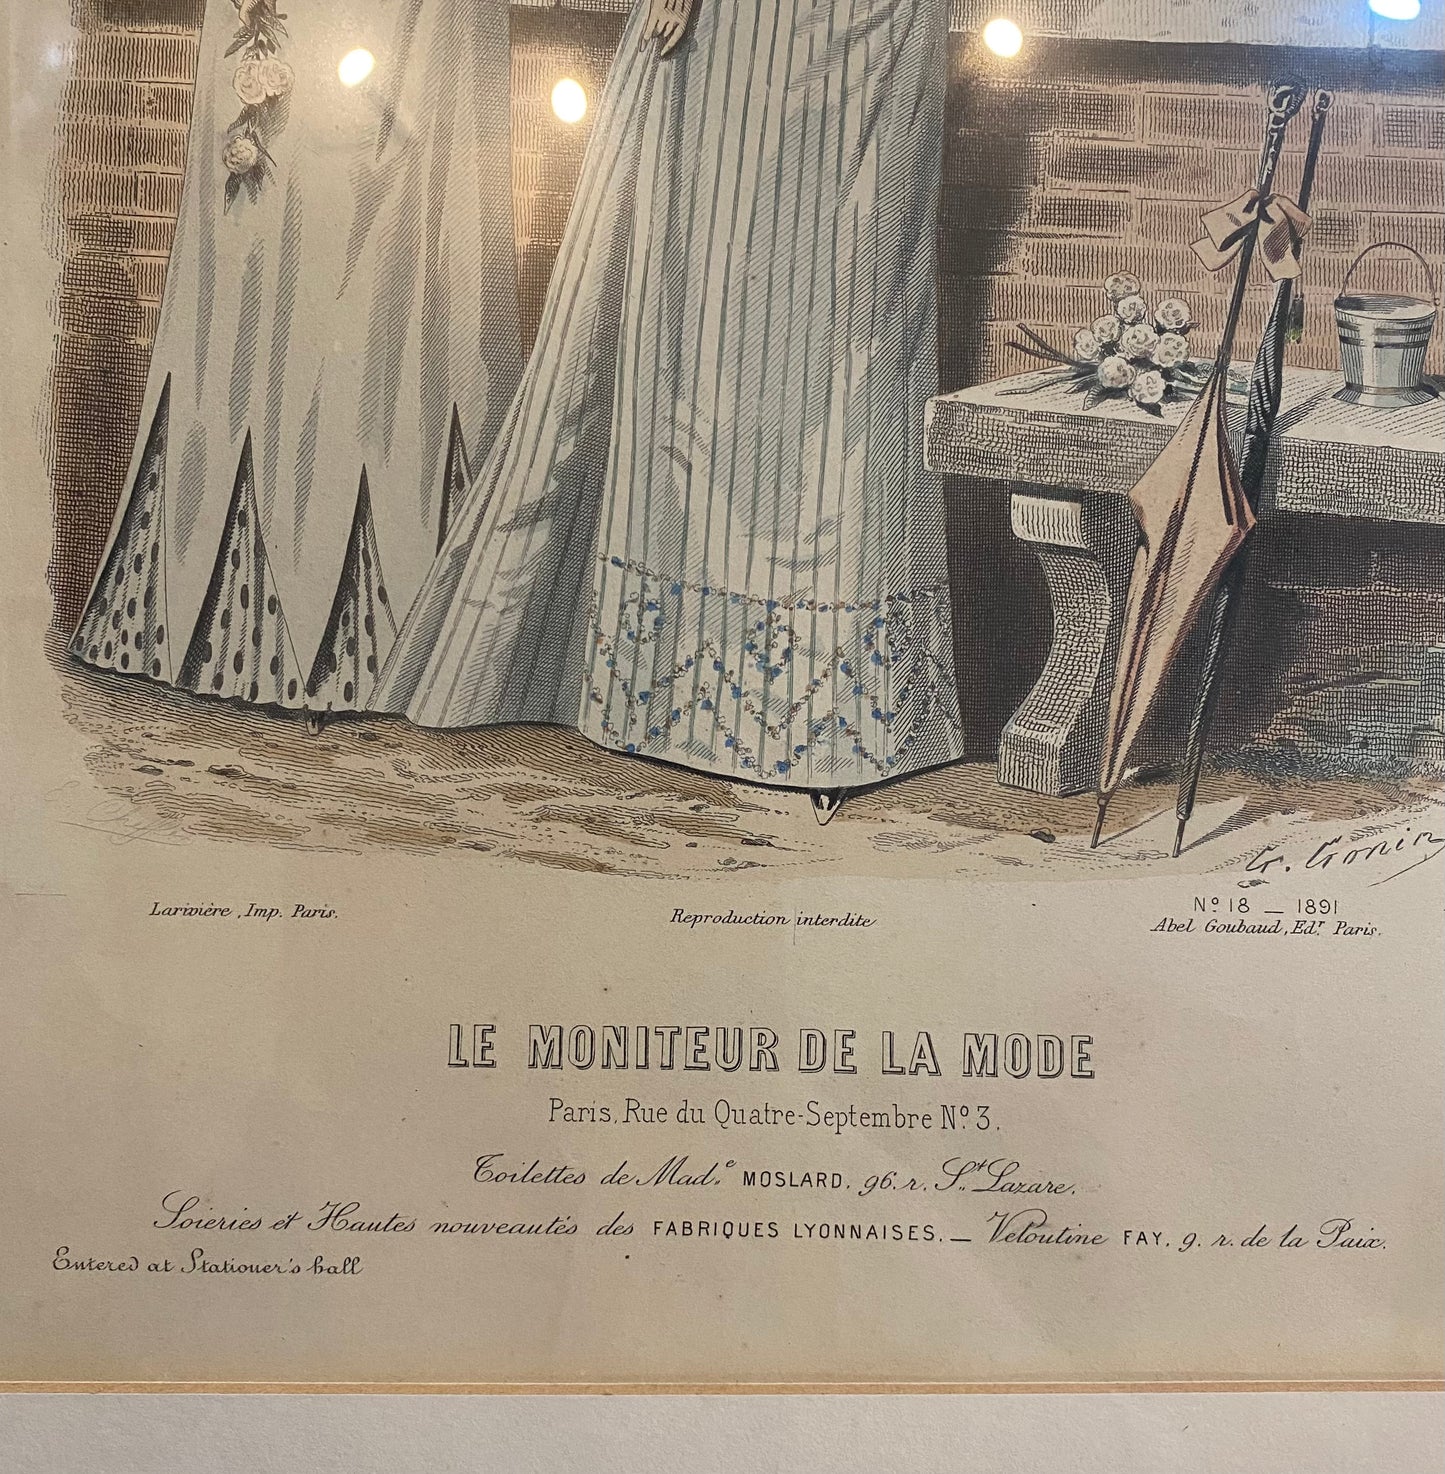 G. Gonin
Larivière, Imp. Paris.
Reproduction interdite
Nº 18 _ 1891
Abel Goubaud, Edr Paris.
LE MONITEUR DE LA MODE
Paris, Rue du Quatre-Septembre Nº 3.
Toilettes de Made MOSLARD. 96. r. St Lazare.
Soieries et Hautes nouveautés des FABRIQUES LYONNAISES. _ Veloutine FAY. 9. r. de la Paix.
Entered at Stationer's hall